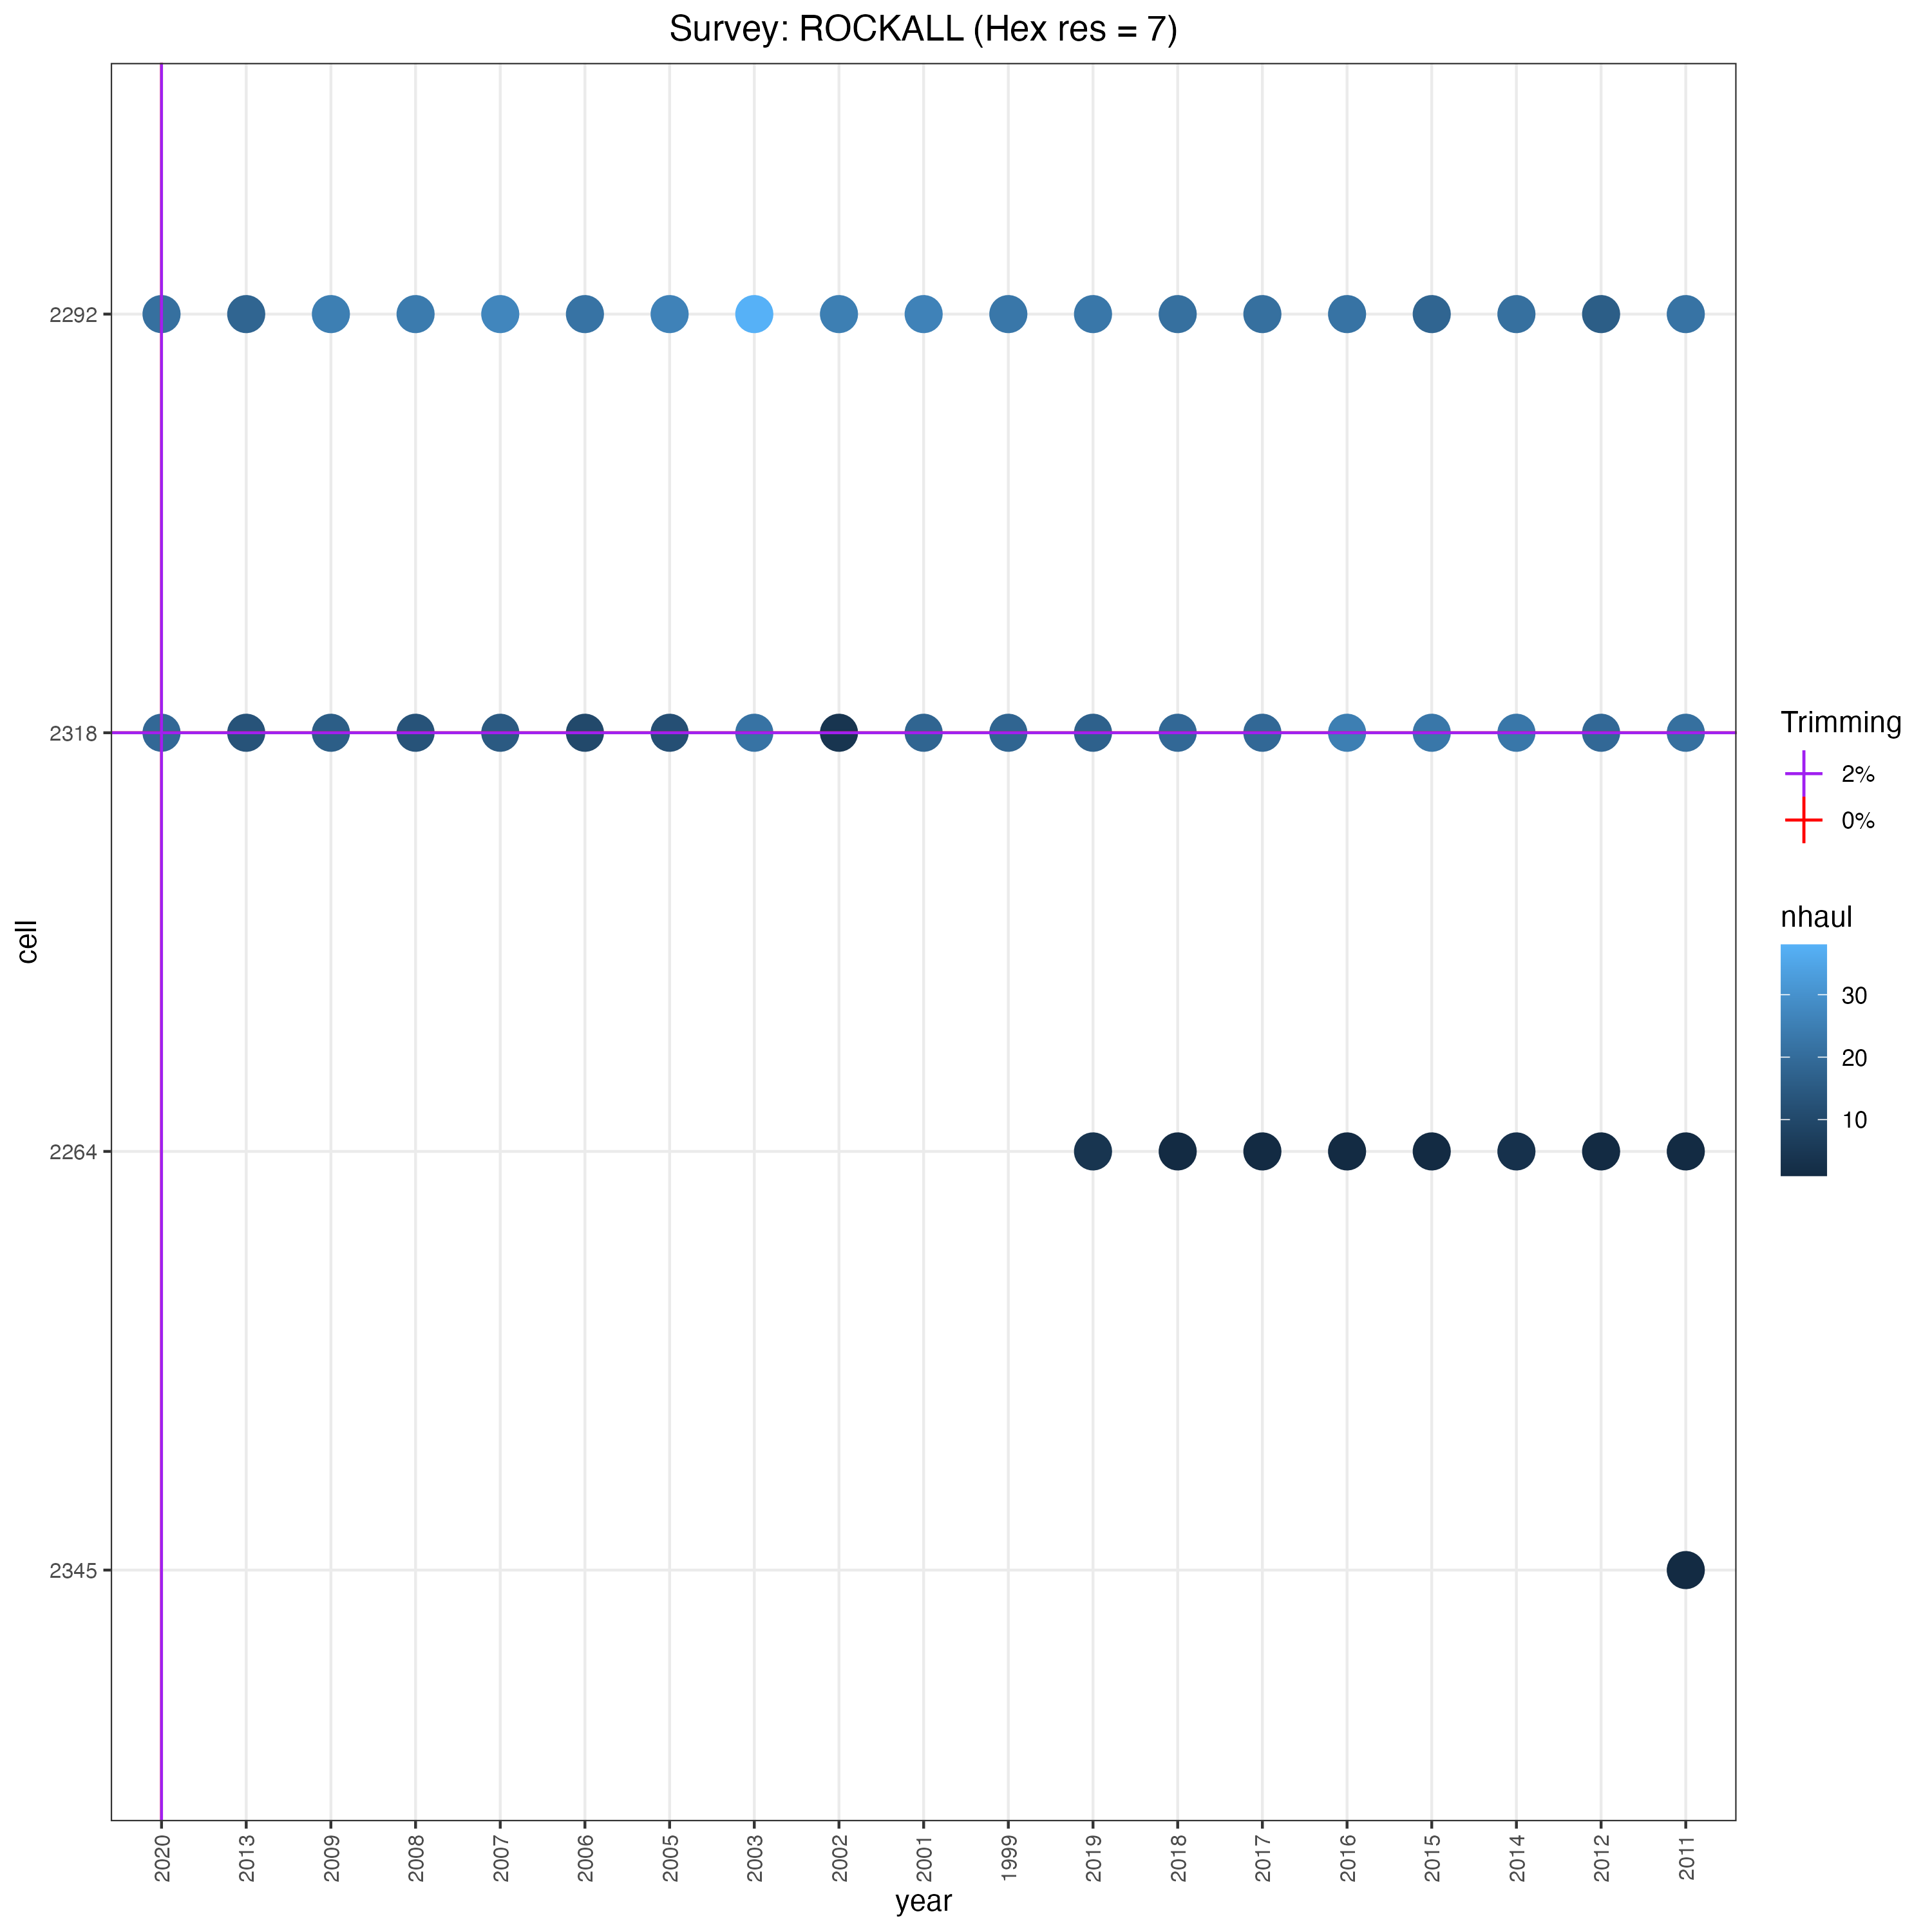 Survey: ROCKALL (Hex res = 7)
cell
2292
2318
2264
2345
2020 2013 2009 2008 2007 2006 2005 2003 2002 2001 1999 2019 2018 2017 2016 2015 2014 2012 2011
year
Trimming
2%
0%
nhaul
30
20
10